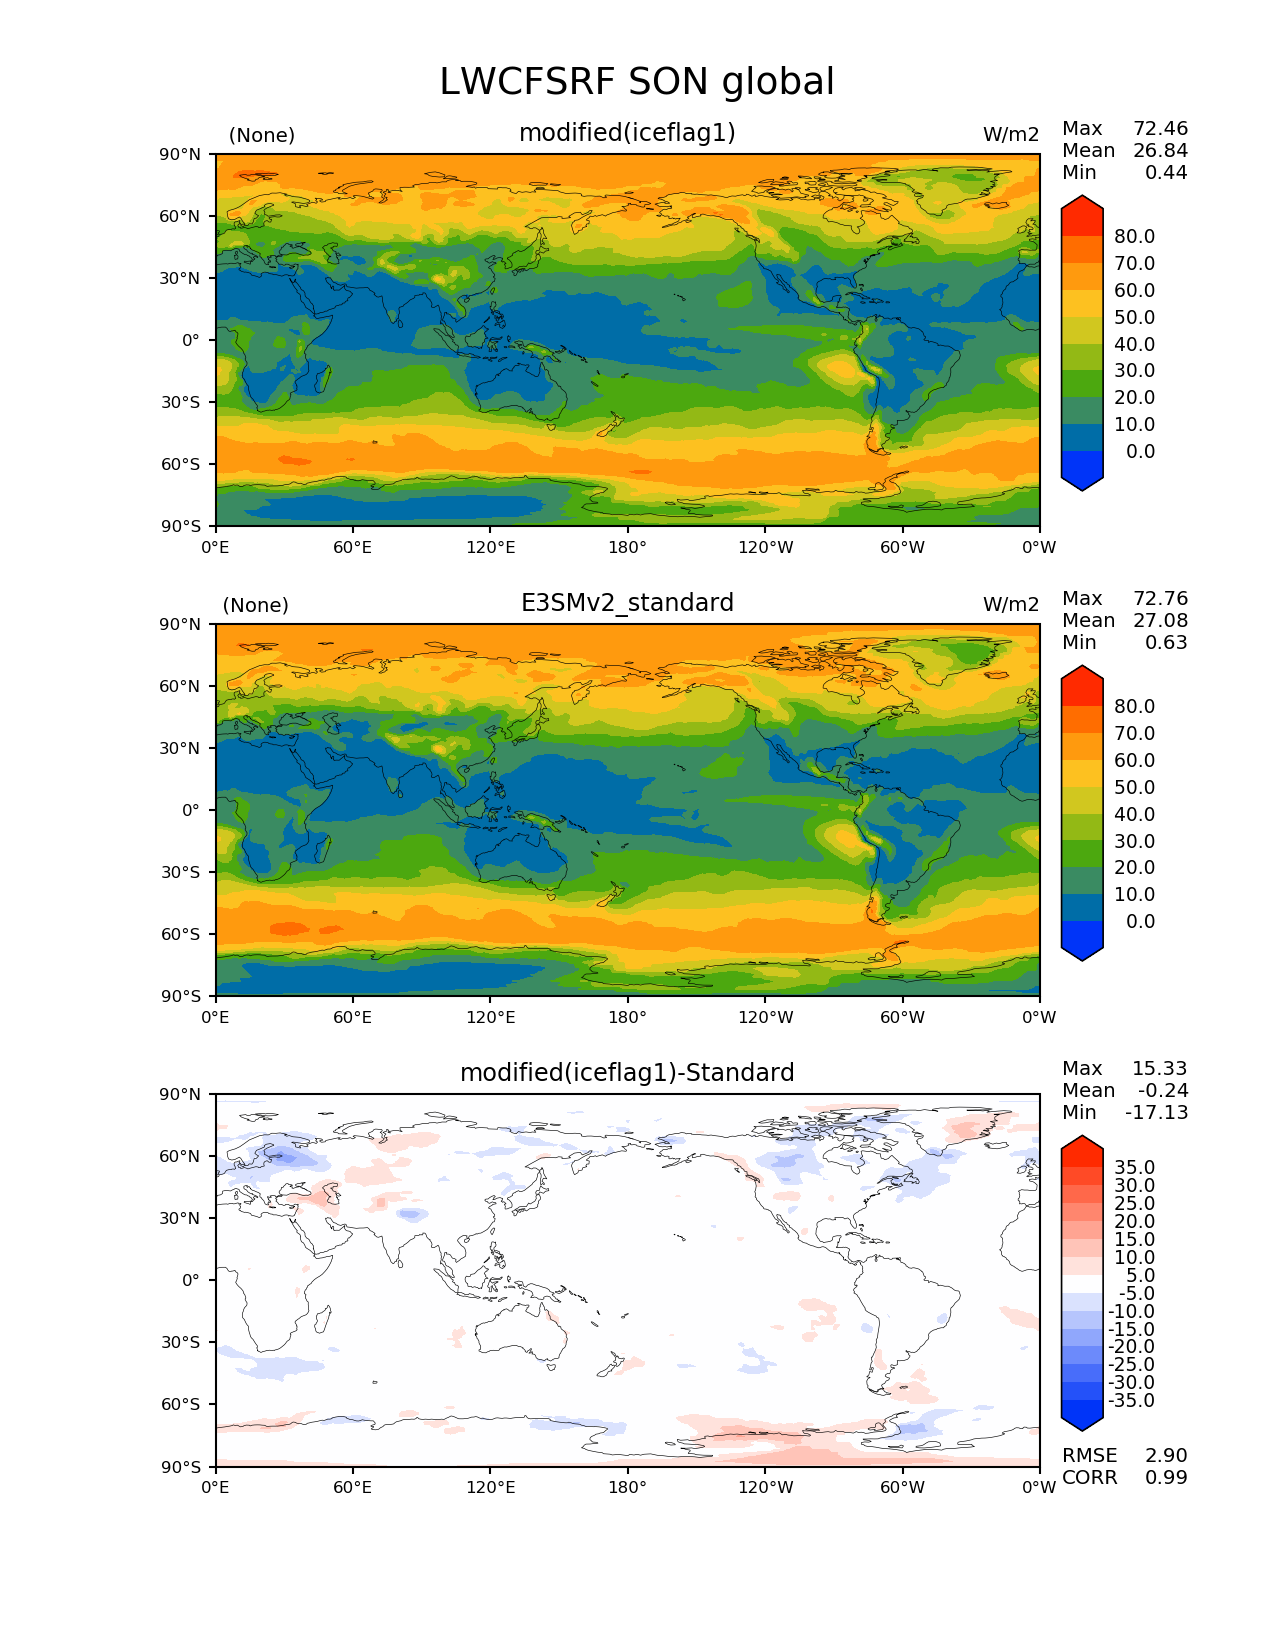 LWCFSRF SON global
(None) modified(iceflag1) W/m2
Max 72.46
Mean 26.84
Min 0.44
90°N
60°N
30°N
0°
30°S
60°S
90°S
0°E 60°E 120°E 180° 120°W 60°W 0°W
80.0
70.0
60.0
50.0
40.0
30.0
20.0
10.0
0.0
(None) E3SMv2_standard W/m2
Max 72.76
Mean 27.08
Min 0.63
90°N
60°N
30°N
0°
30°S
60°S
90°S
0°E 60°E 120°E 180° 120°W 60°W 0°W
80.0
70.0
60.0
50.0
40.0
30.0
20.0
10.0
0.0
modified(iceflag1)-Standard
Max 15.33
Mean -0.24
Min -17.13
90°N
60°N
30°N
0°
30°S
60°S
90°S
0°E 60°E 120°E 180° 120°W 60°W 0°W
35.0
30.0
25.0
20.0
15.0
10.0
5.0
-5.0
-10.0
-15.0
-20.0
-25.0
-30.0
-35.0
RMSE 2.90
CORR 0.99